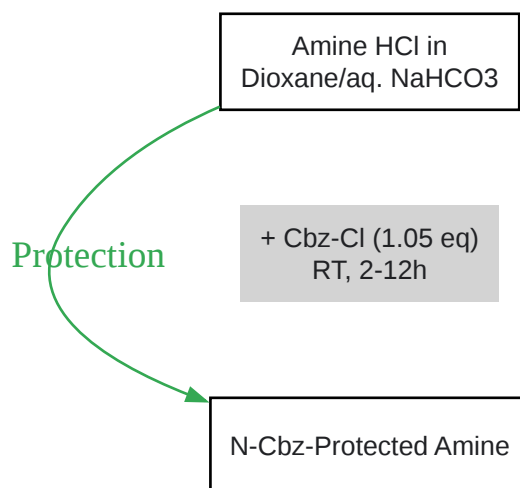 Amine HCl in
Dioxane/aq. NaHCO3
+ Cbz-Cl (1.05 eq)
RT, 2-12h
Protection
N-Cbz-Protected Amine